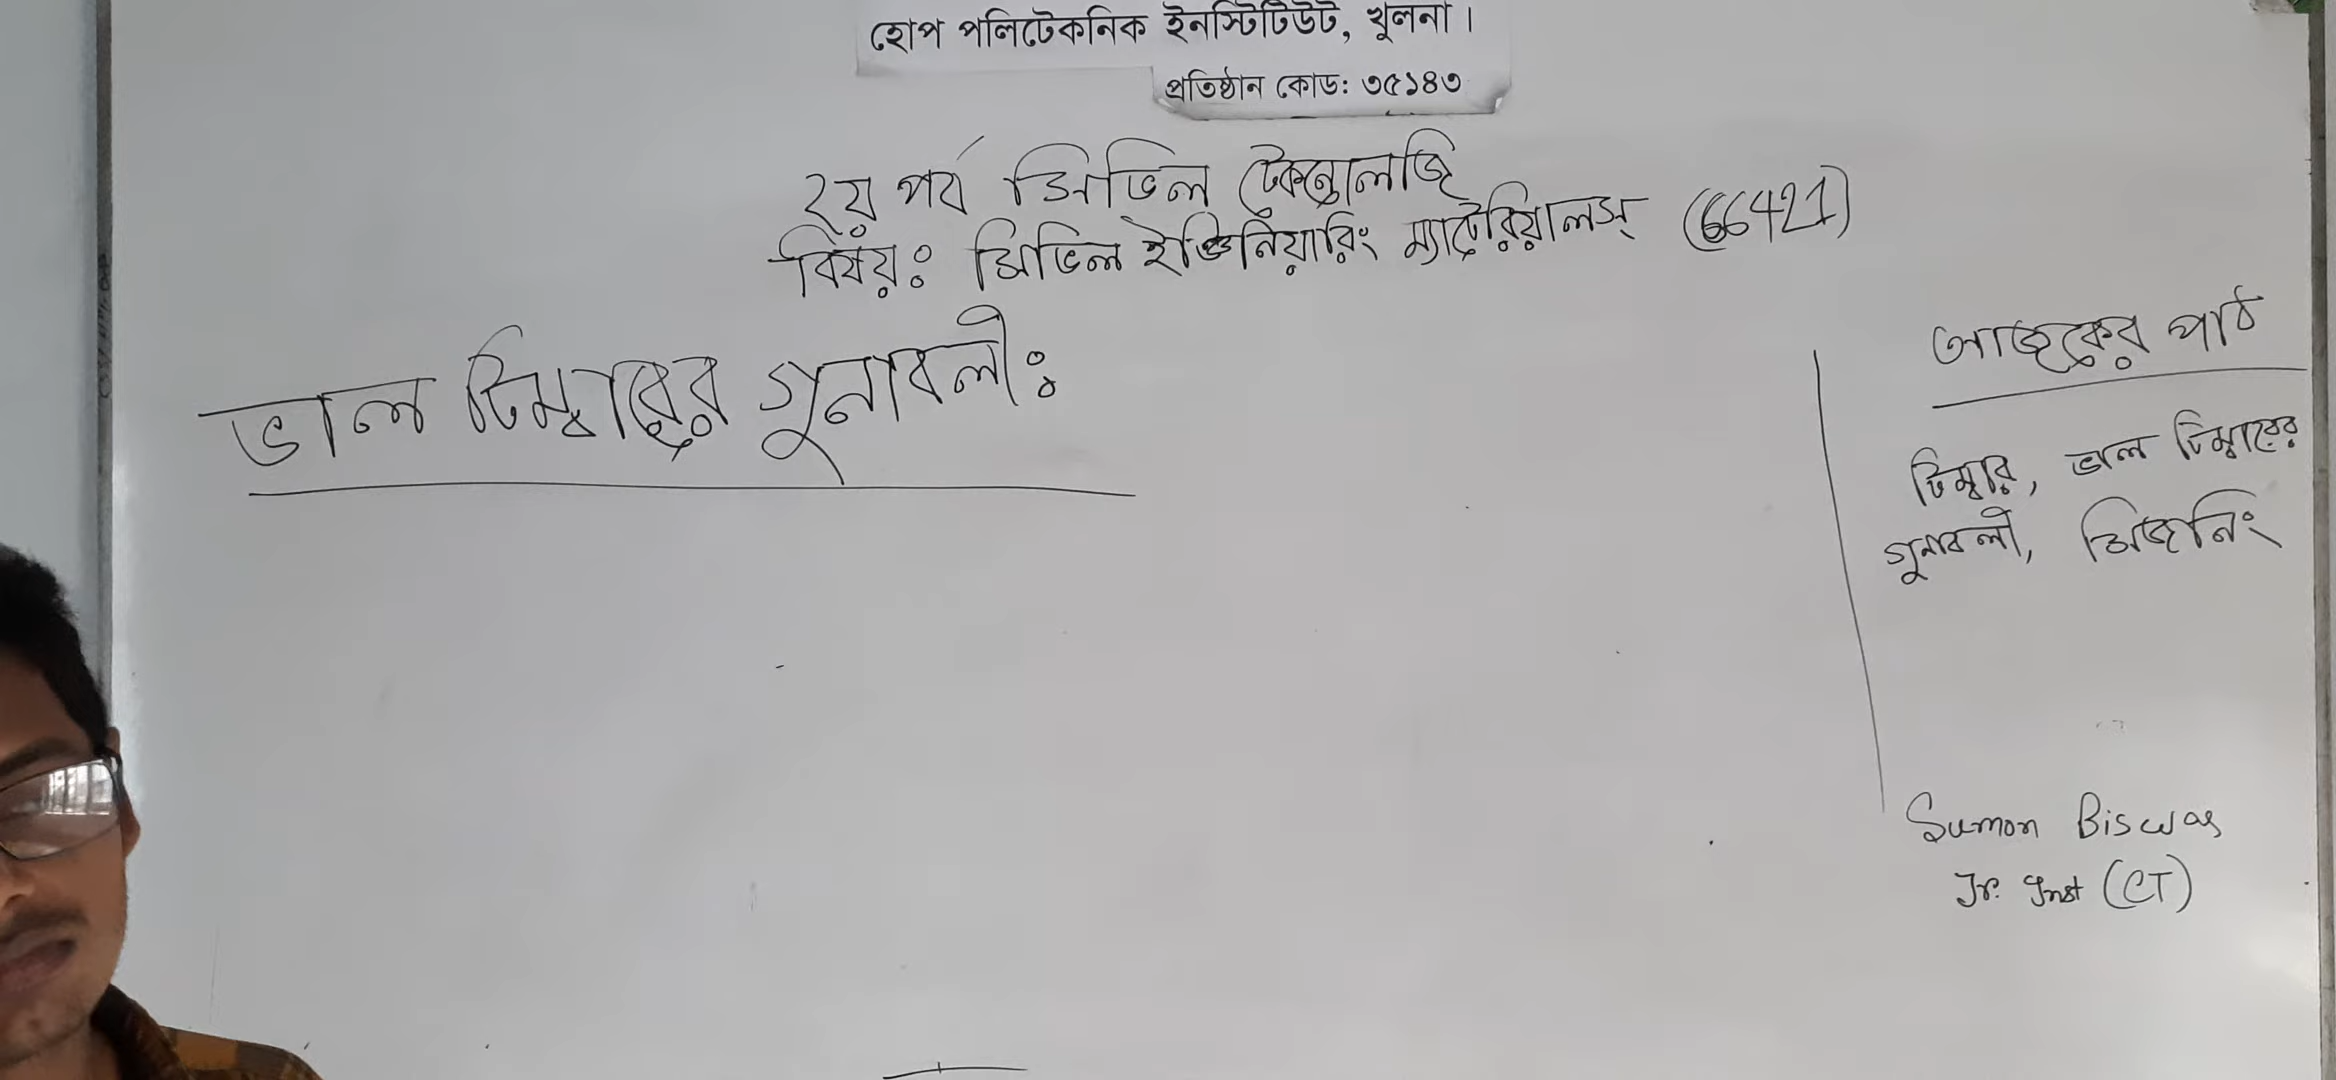 হোপ পলিটেকনিক ইনস্টিটিউট, খুলনা।
প্রতিষ্ঠান কোড: ৩৫১৪৩
২য় পর্ব সিভিল টেকনোলজি
বিষয়ঃ সিভিল ইঞ্জিনিয়ারিং ম্যাটেরিয়ালস্ (66421)
ভাল টিম্বারের গুনাবলীঃ
আজকের পাঠ
টিম্বার, ভাল টিম্বারের
গুনাবলী, সিজনিং
Sumon Biswas
Jr. Inst (CT)